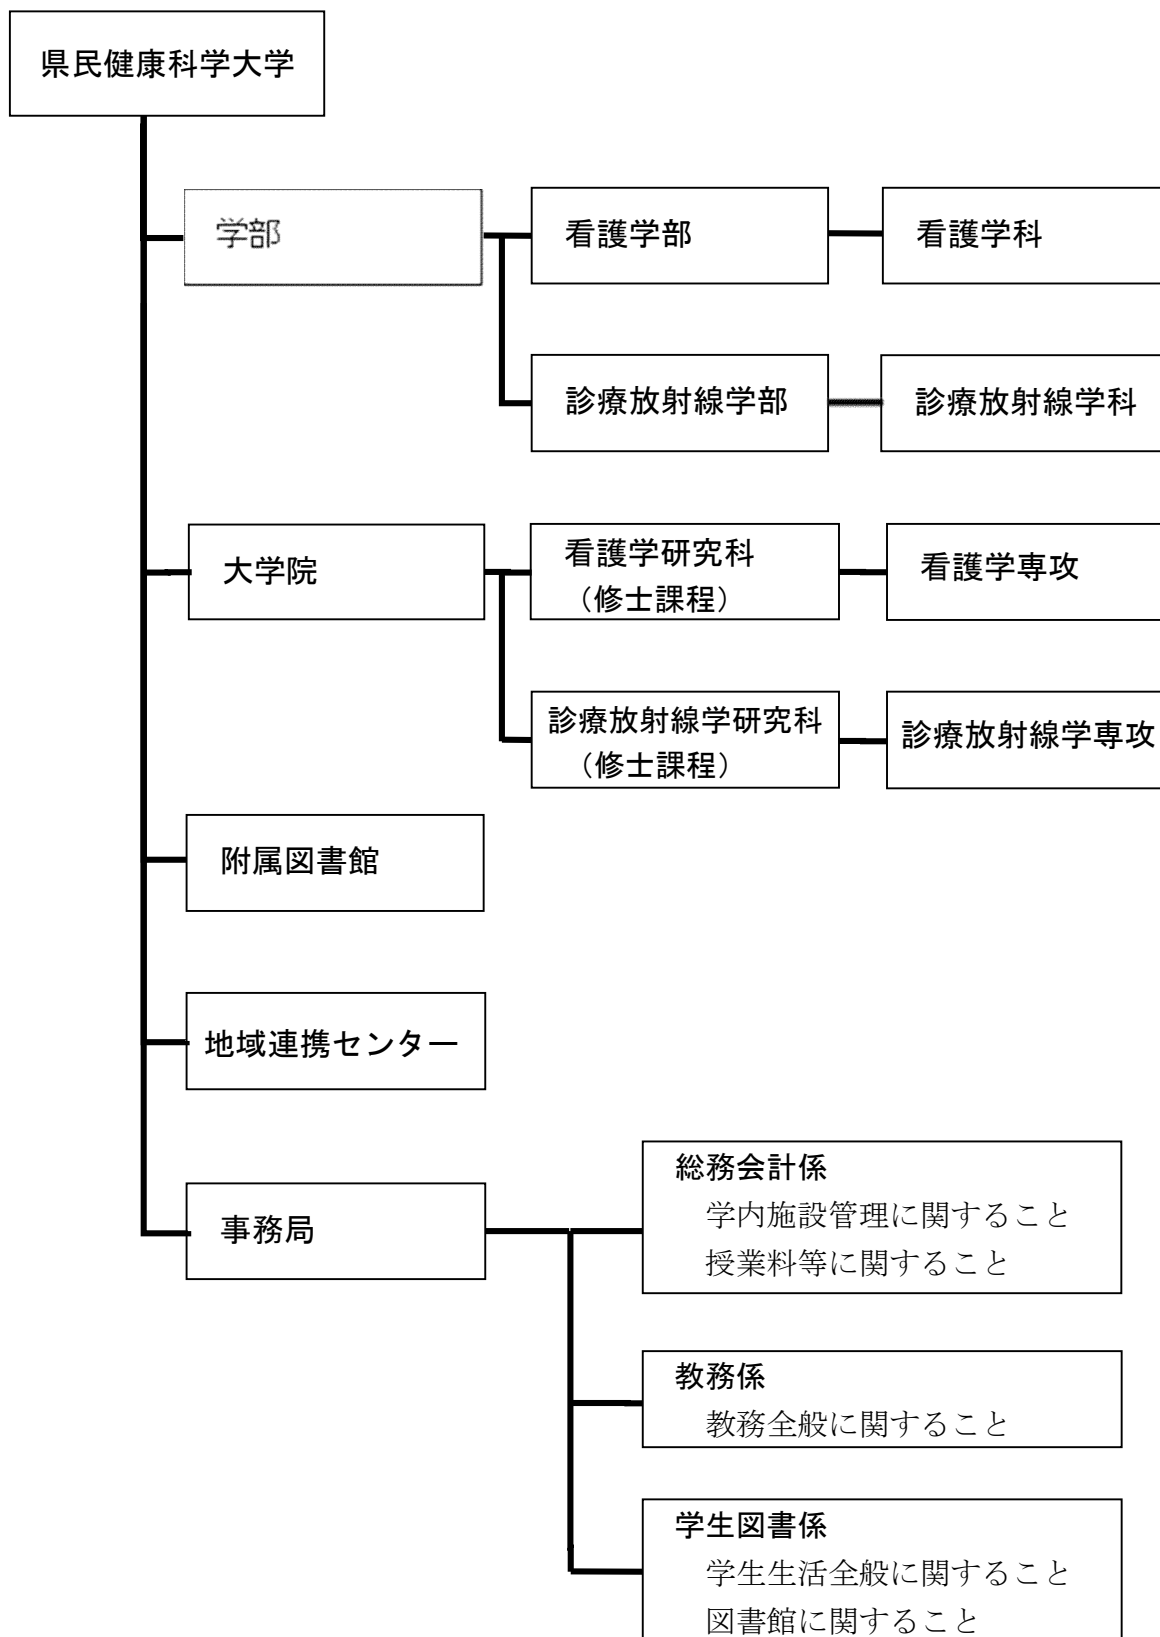 県民健康科学大学
学部
看護学部
看護学科
診療放射線学部
診療放射線学科
大学院
看護学研究科
（修士課程）
看護学専攻
診療放射線学研究科
（修士課程）
診療放射線学専攻
附属図書館
地域連携センター
事務局
総務会計係
学内施設管理に関すること
授業料等に関すること
教務係
教務全般に関すること
学生図書係
学生生活全般に関すること
図書館に関すること